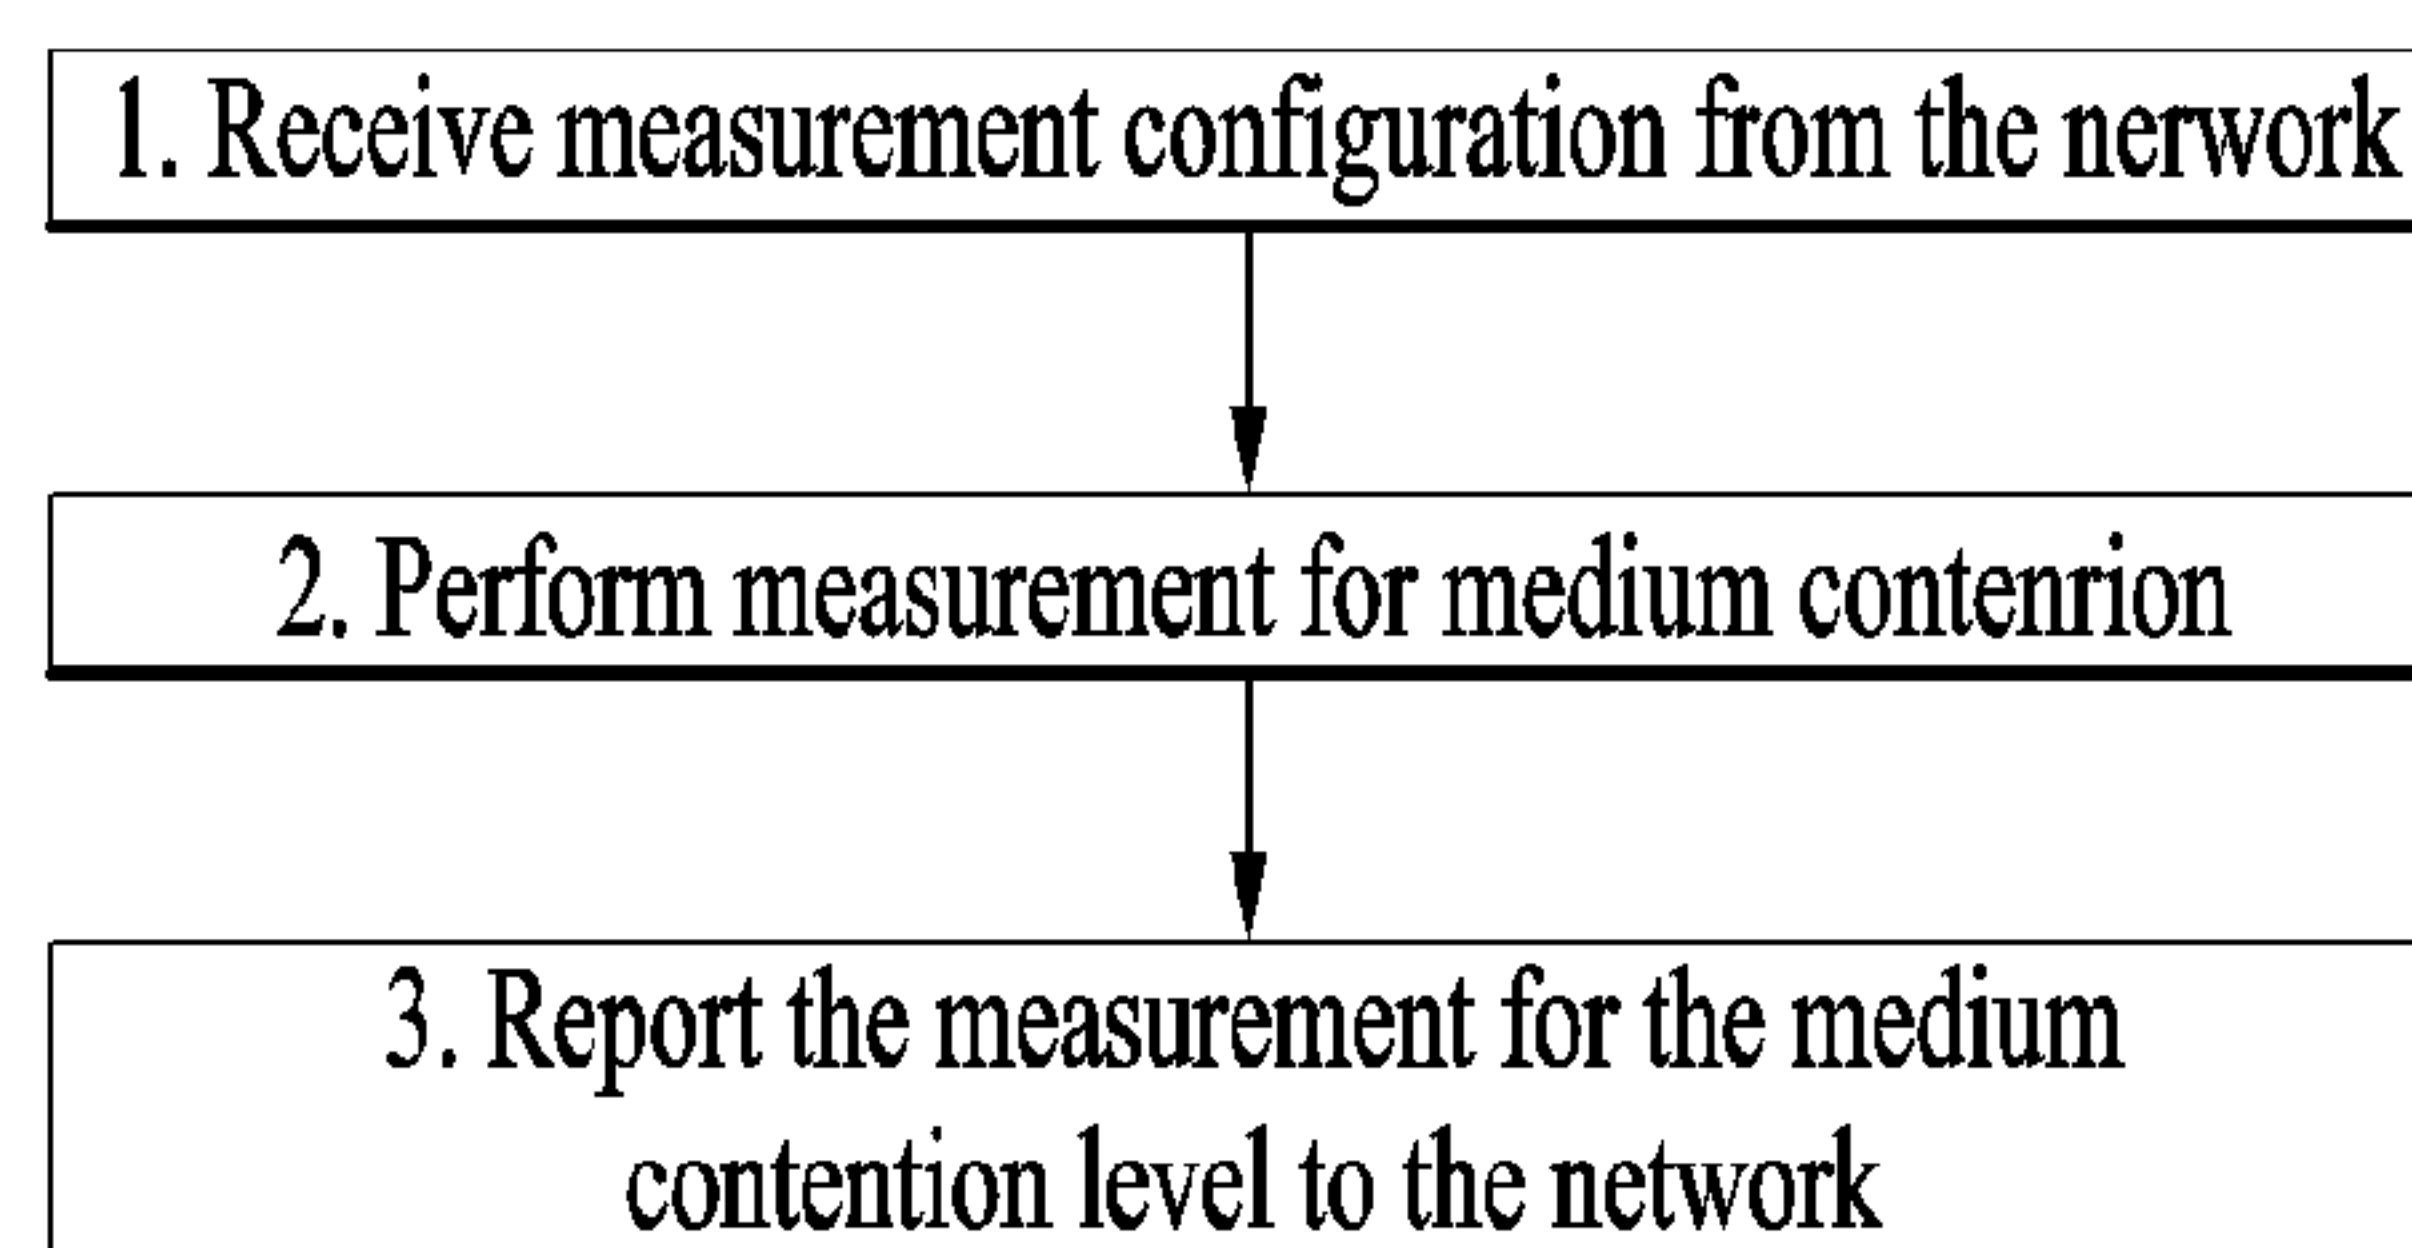 1. Receive measurement configuration from the nerwork
2. Perform measurement for medium contenrion
3. Report the measurement for the medium
contention level to the network